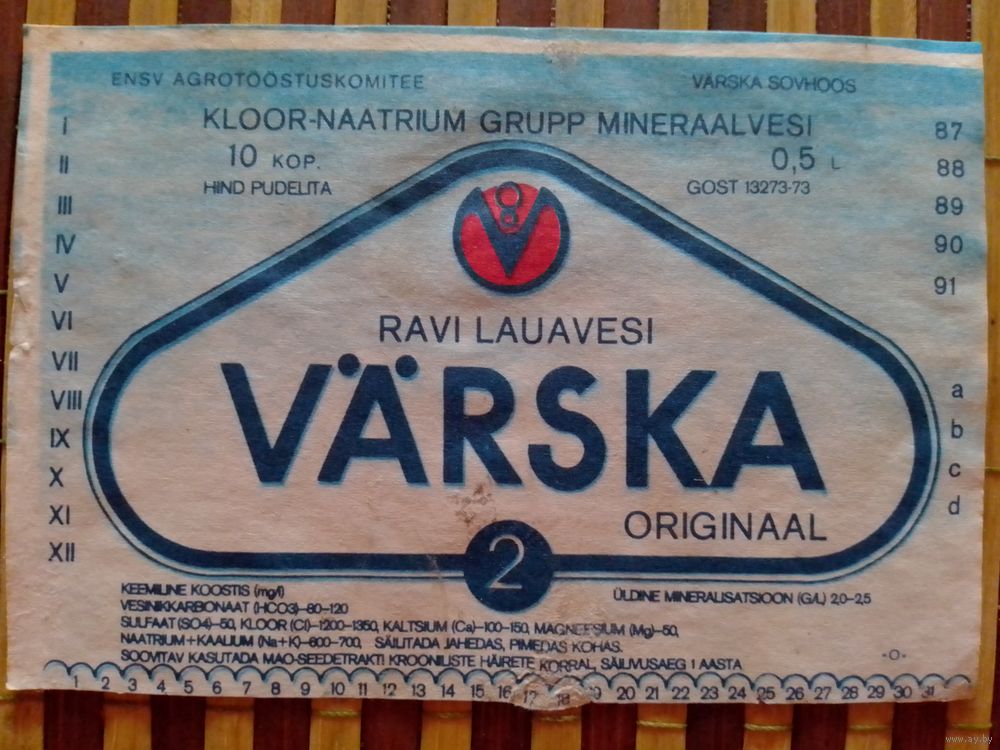 ENSV AGROTÖÖSTUSKOMITEE VÄRSKA SOVHOOS
KLOOR-NAATRIUM GRUPP MINERAALVESI
10 KOP. 0,5 L
HIND PUDELITA GOST 13273-73
I
II
III
IV
V
VI
VII
VIII
IX
X
XI
XII
87
88
89
90
91
a
b
c
d
V8
RAVI LAUAVESI
VÄRSKA
ORIGINAAL
2
KEEMILINE KOOSTIS (mg/l) ÜLDINE MINERALISATSIOON (G/L) 2,0-2,5
VESINIKKARBONAAT (HCO3)-80-120
SULFAAT (SO4)-50, KLOOR (Cl)-1200-1350, KALTSIUM (Ca)-100-150, MAGNEESIUM (Mg)-50,
NAATRIUM+KAALIUM (Na+K)-600-700, SÄILITADA JAHEDAS, PIMEDAS KOHAS.
SOOVITAV KASUTADA MAO-SEEDETRAKTI KROONILISTE HÄIRETE KORRAL, SÄILIVUSAEG 1 AASTA -O-
1 2 3 4 5 6 7 8 9 10 11 12 13 14 15 16 17 18 19 20 21 22 23 24 25 26 27 28 29 30 31
www.ay.by